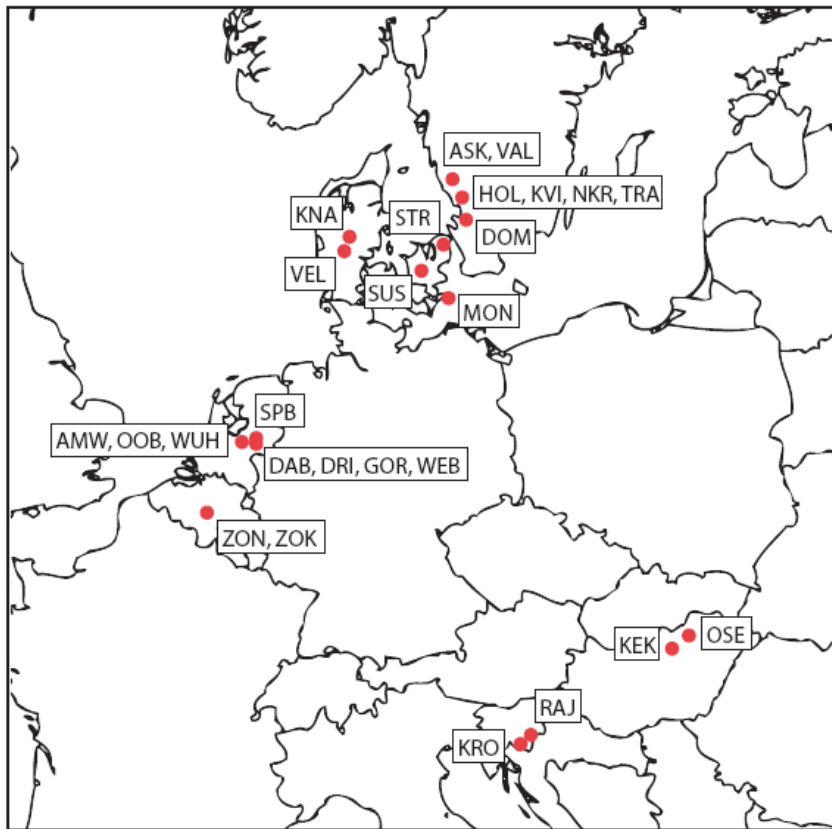 ASK, VAL
HOL, KVI, NKR, TRA
KNA
STR
DOM
VEL
SUS
MON
SPB
AMW, OOB, WUH
DAB, DRI, GOR, WEB
ZON, ZOK
OSE
KEK
RAJ
KRO